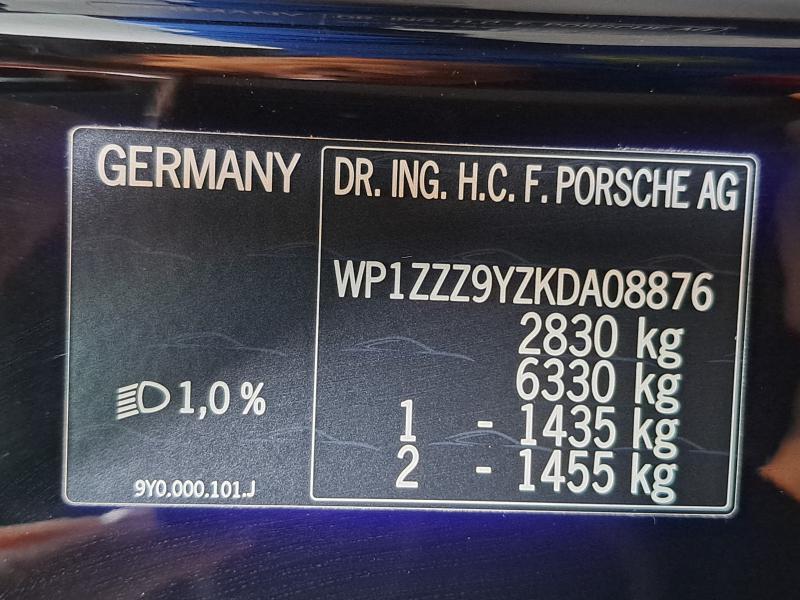 GERMANY
DR. ING. H.C. F. PORSCHE AG
WP1ZZZ9YZKDA08876
2830 kg
6330 kg
1 - 1435 kg
2 - 1455 kg
1,0 %
9Y0.000.101.J